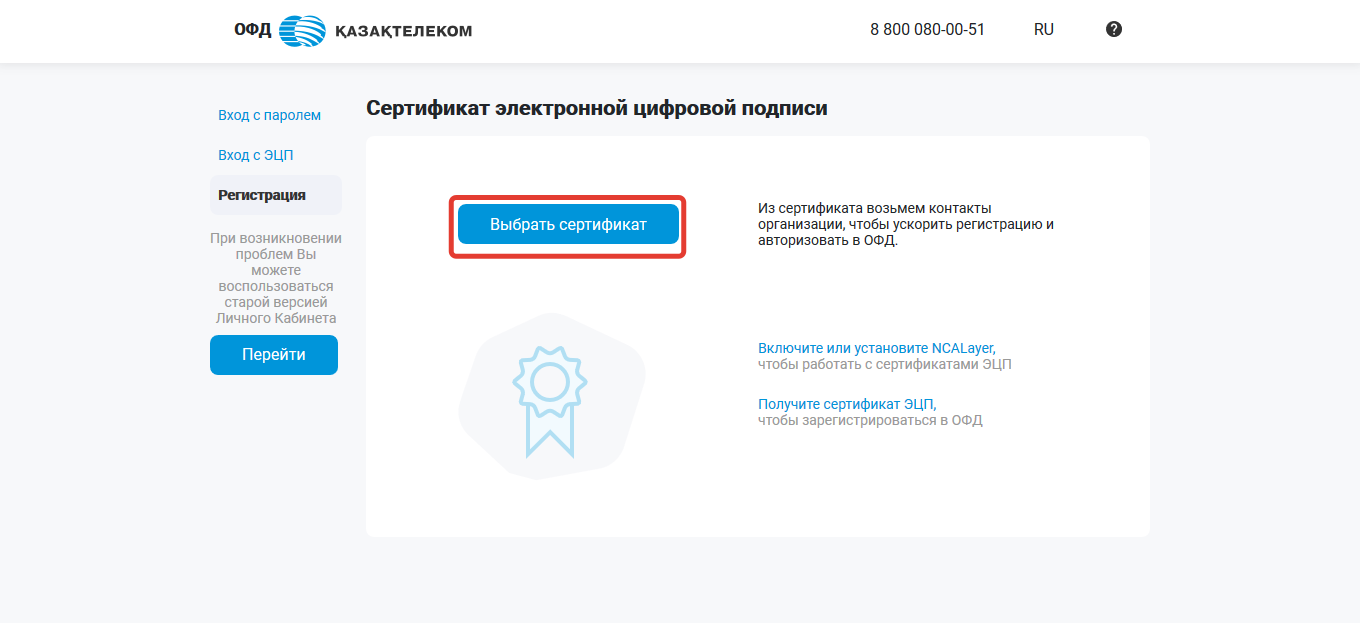 ОФД ҚАЗАҚТЕЛЕКОМ 8 800 080-00-51 RU ?
Вход с паролем
Вход с ЭЦП
Регистрация
При возникновении
проблем Вы
можете
воспользоваться
старой версией
Личного Кабинета
Перейти
Сертификат электронной цифровой подписи
Выбрать сертификат
Из сертификата возьмем контакты
организации, чтобы ускорить регистрацию и
авторизовать в ОФД.
Включите или установите NCALayer,
чтобы работать с сертификатами ЭЦП
Получите сертификат ЭЦП,
чтобы зарегистрироваться в ОФД